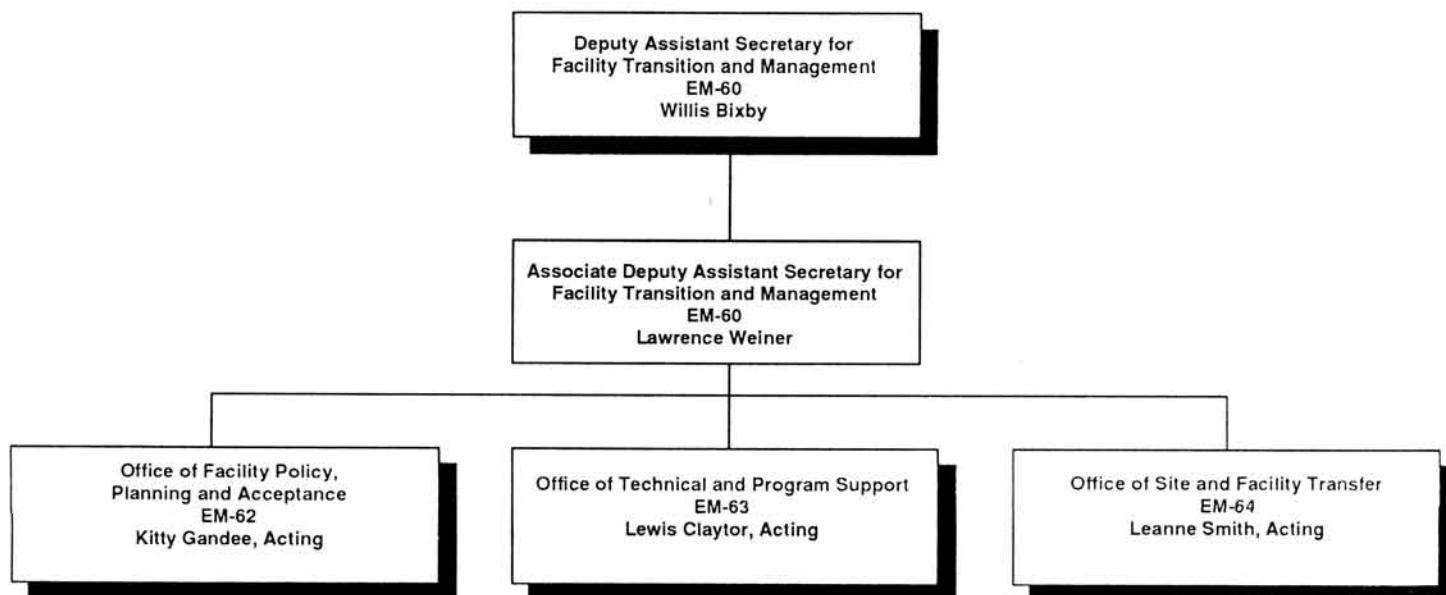 Deputy Assistant Secretary for
Facility Transition and Management
EM-60
Willis Bixby
Associate Deputy Assistant Secretary for
Facility Transition and Management
EM-60
Lawrence Weiner
Office of Facility Policy,
Planning and Acceptance
EM-62
Kitty Gandee, Acting
Office of Technical and Program Support
EM-63
Lewis Claytor, Acting
Office of Site and Facility Transfer
EM-64
Leanne Smith, Acting